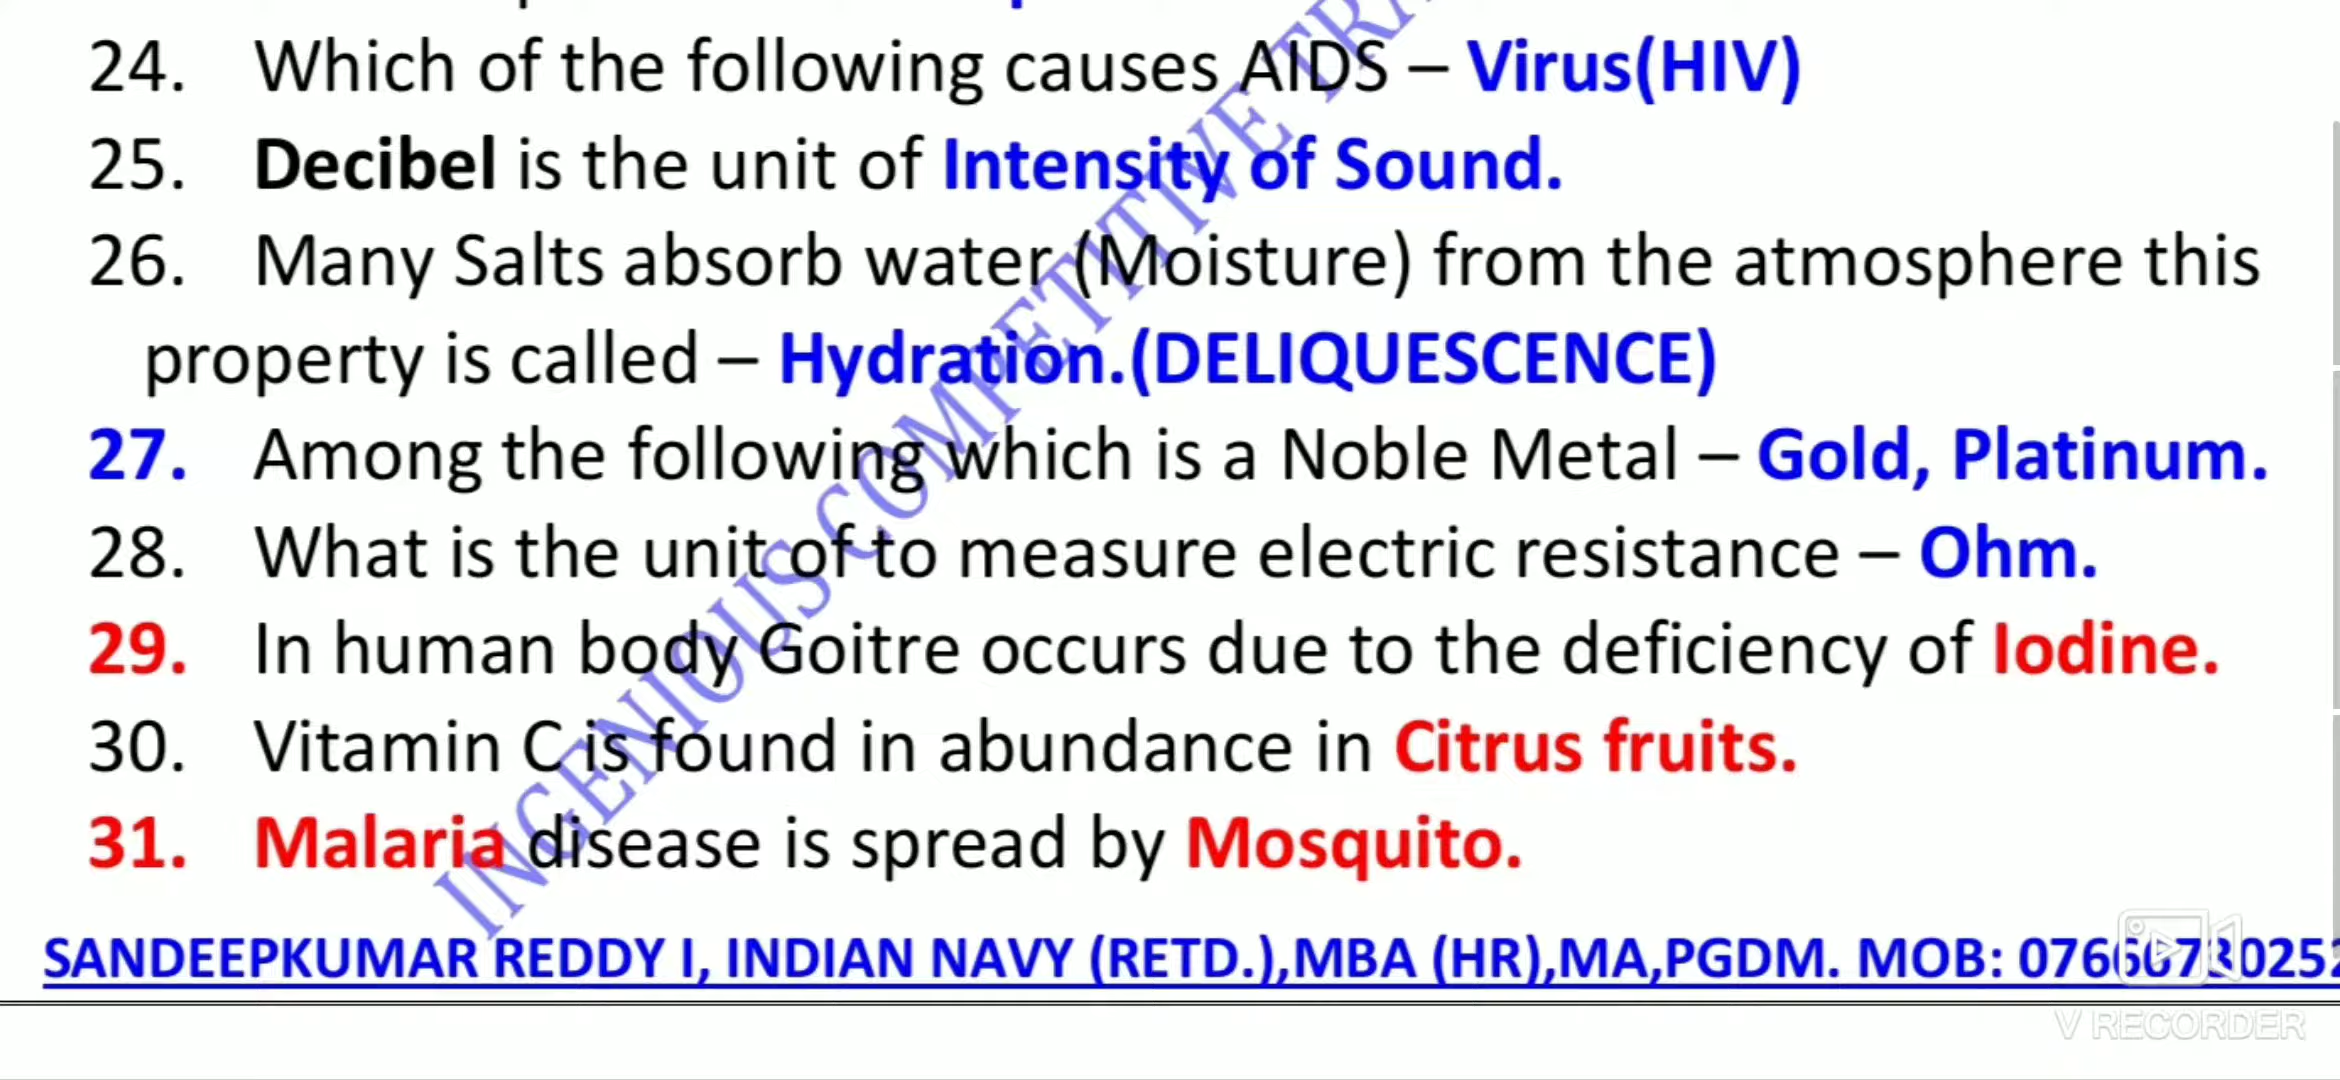 24. Which of the following causes AIDS – Virus(HIV)
25. Decibel is the unit of Intensity of Sound.
26. Many Salts absorb water (Moisture) from the atmosphere this
property is called – Hydration.(DELIQUESCENCE)
27. Among the following which is a Noble Metal – Gold, Platinum.
28. What is the unit of to measure electric resistance – Ohm.
29. In human body Goitre occurs due to the deficiency of Iodine.
30. Vitamin C is found in abundance in Citrus fruits.
31. Malaria disease is spread by Mosquito.
INGENIOUS COMPETITIVE
SANDEEPKUMAR REDDY I, INDIAN NAVY (RETD.),MBA (HR),MA,PGDM. MOB:
V RECORDER